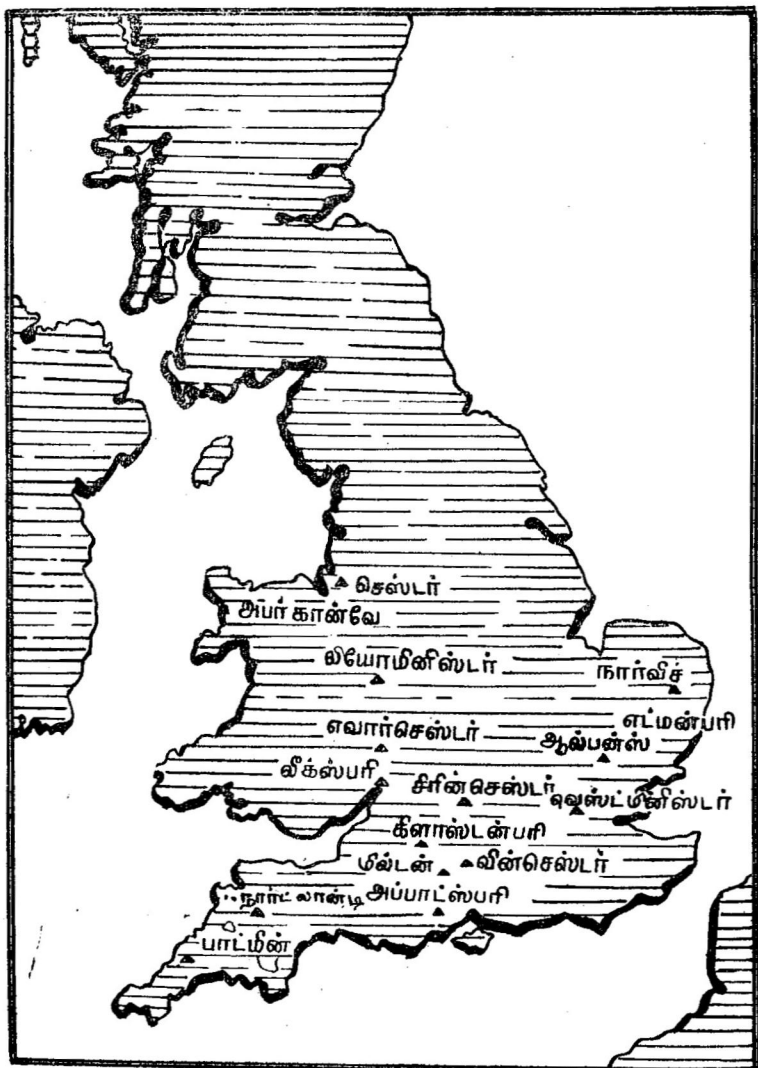 செஸ்டர்
அபர் கான்வே
லியோமினிஸ்டர்
நார்விச்
எட்மன்பரி
எவார்செஸ்டர்
ஆல்பன்ஸ்
லீக்ஸ்பரி
சிரின்செஸ்டர்
வெஸ்ட்மினிஸ்டர்
கிளாஸ்டன்பரி
மில்டன்
வின்செஸ்டர்
நார்ட்லாண்டி
அப்பாட்ஸ்பரி
பாட்மின்